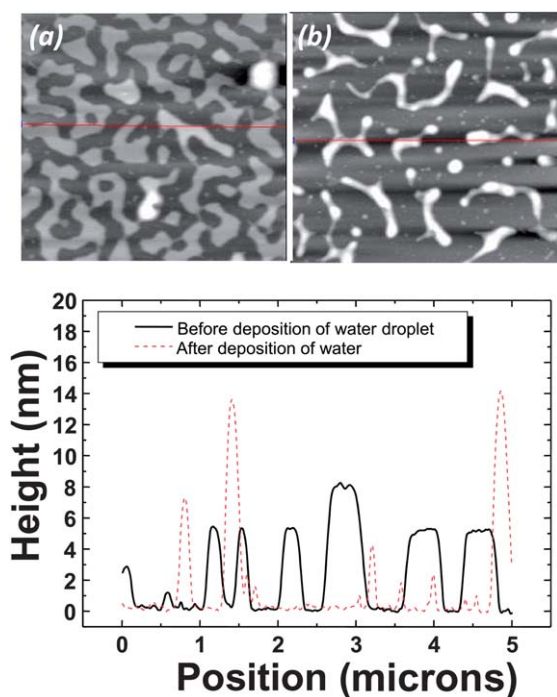 (a) (b)
20
18
16
14
12
10
8
6
4
2
0
Height (nm)
Before deposition of water droplet
After deposition of water
0 1 2 3 4 5
Position (microns)